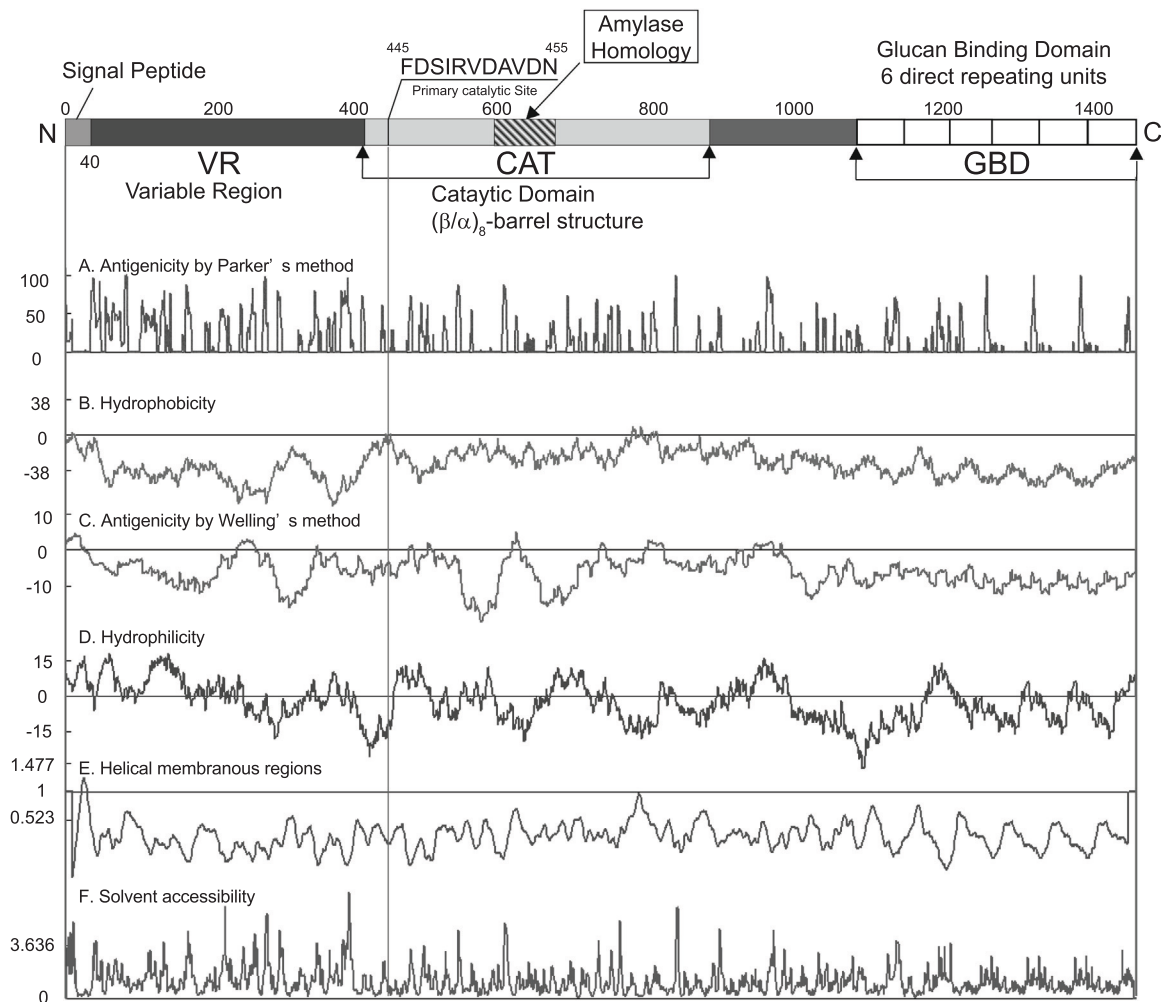 Amylase
Homology
445 455
FDSIRVDAVDN
Primary catalytic Site
Glucan Binding Domain
6 direct repeating units
Signal Peptide
0 200 400 600 800 1000 1200 1400
N C
40 VR CAT GBD
Variable Region
Cataytic Domain
(β/α)8-barrel structure
A. Antigenicity by Parker’ s method
100
50
0
B. Hydrophobicity
38
0
-38
C. Antigenicity by Welling’ s method
10
0
-10
D. Hydrophilicity
15
0
-15
E. Helical membranous regions
1.477
1
0.523
F. Solvent accessibility
3.636
0